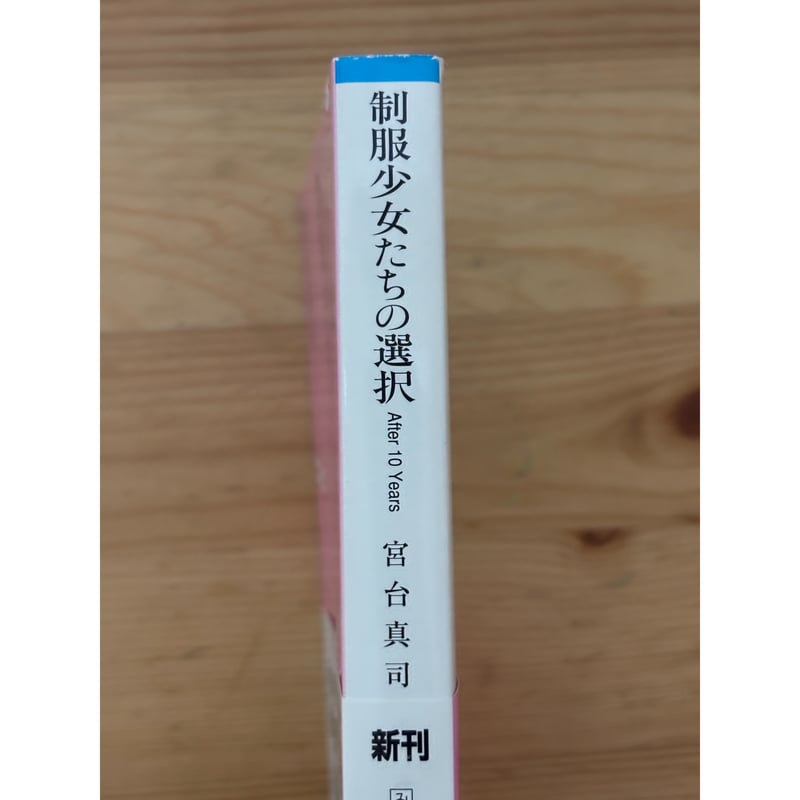 制服少女たちの選択
After 10 Years
宮台真司
新刊